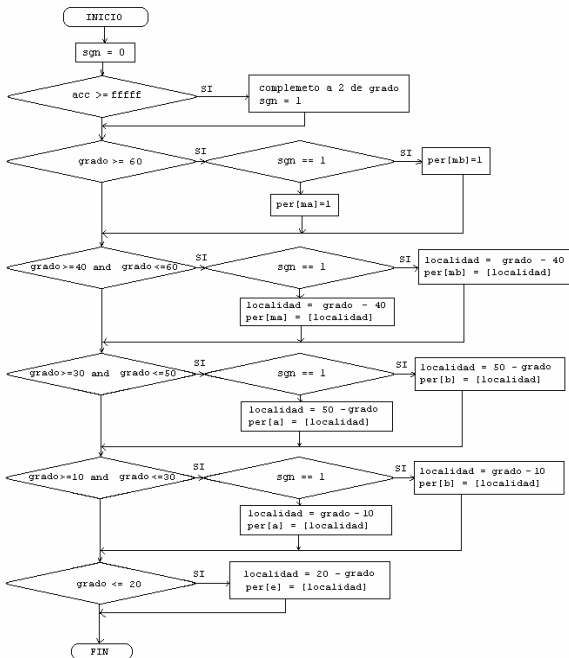 INICIO
sgn = 0
acc >= fffff
SI
complemeto a 2 de grado
sgn = 1
grado >= 60
SI
sgn == 1
SI
per[mb]=1
per[ma]=1
grado>=40 and grado<=60
SI
sgn == 1
SI
localidad = grado - 40
per[mb] = [localidad]
localidad = grado - 40
per[ma] = [localidad]
grado>=30 and grado<=50
SI
sgn == 1
SI
localidad = 50 - grado
per[b] = [localidad]
localidad = 50 - grado
per[a] = [localidad]
grado>=10 and grado<=30
SI
sgn == 1
SI
localidad = grado - 10
per[b] = [localidad]
localidad = grado - 10
per[a] = [localidad]
grado <= 20
SI
localidad = 20 - grado
per[e] = [localidad]
FIN